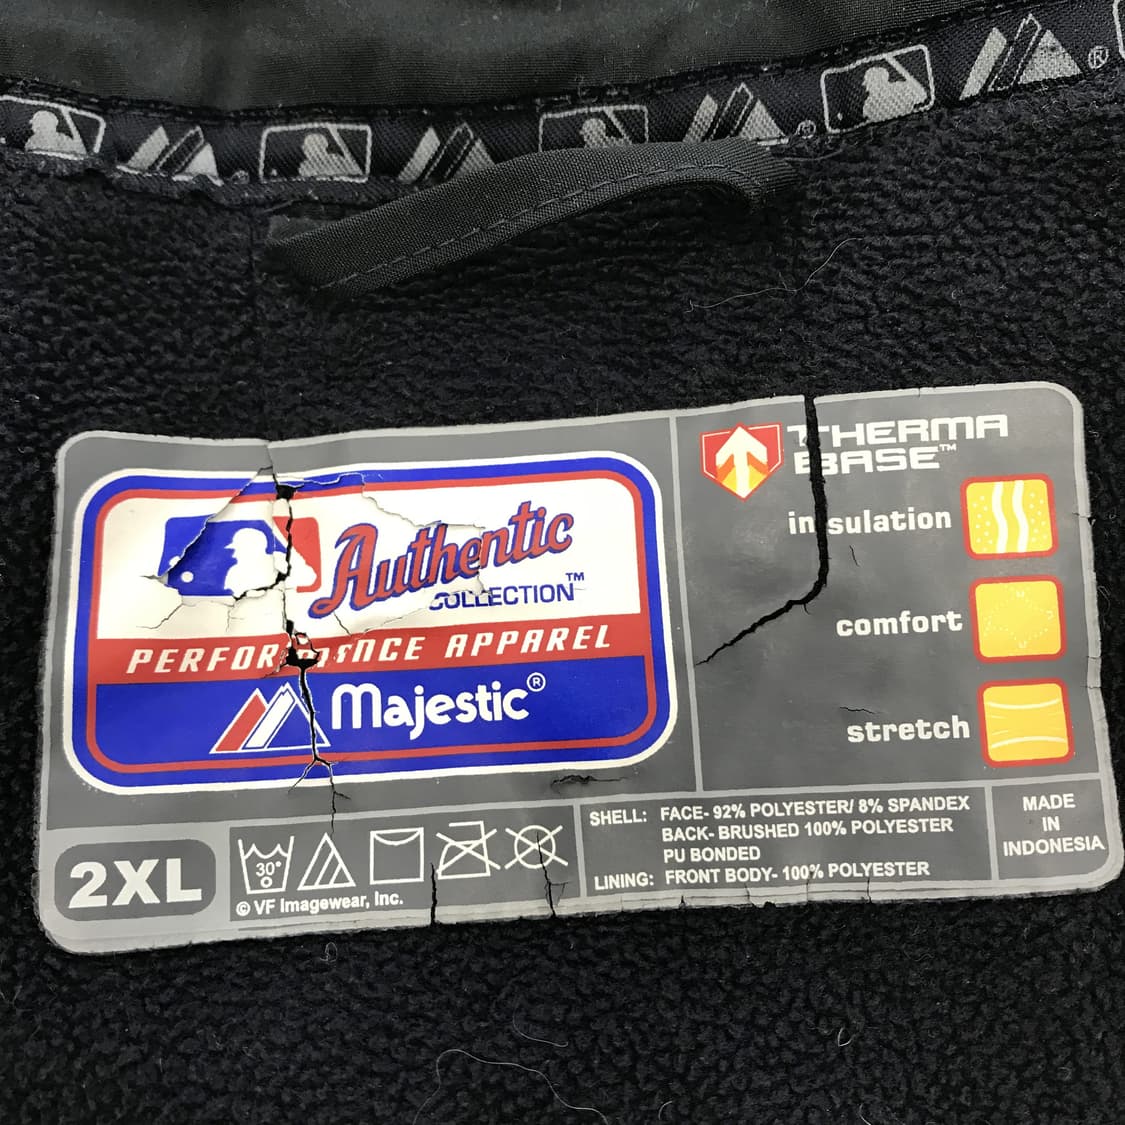 ®
®
THERMA
BASE™
insulation
comfort
stretch
Authentic
COLLECTION™
PERFORMANCE APPAREL
Majestic®
2XL
30°
© VF Imagewear, Inc.
SHELL: FACE- 92% POLYESTER/ 8% SPANDEX
BACK- BRUSHED 100% POLYESTER
PU BONDED
LINING: FRONT BODY- 100% POLYESTER
MADE
IN
INDONESIA